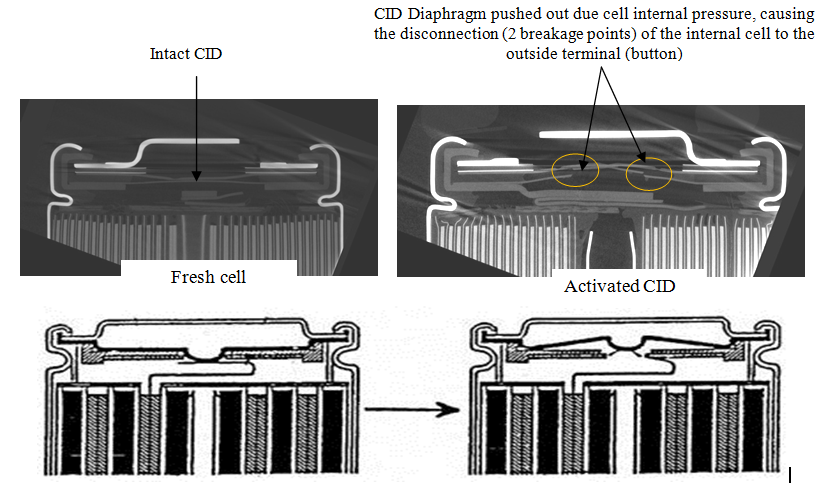 CID Diaphragm pushed out due cell internal pressure, causing
the disconnection (2 breakage points) of the internal cell to the
outside terminal (button)
Intact CID
Fresh cell
Activated CID